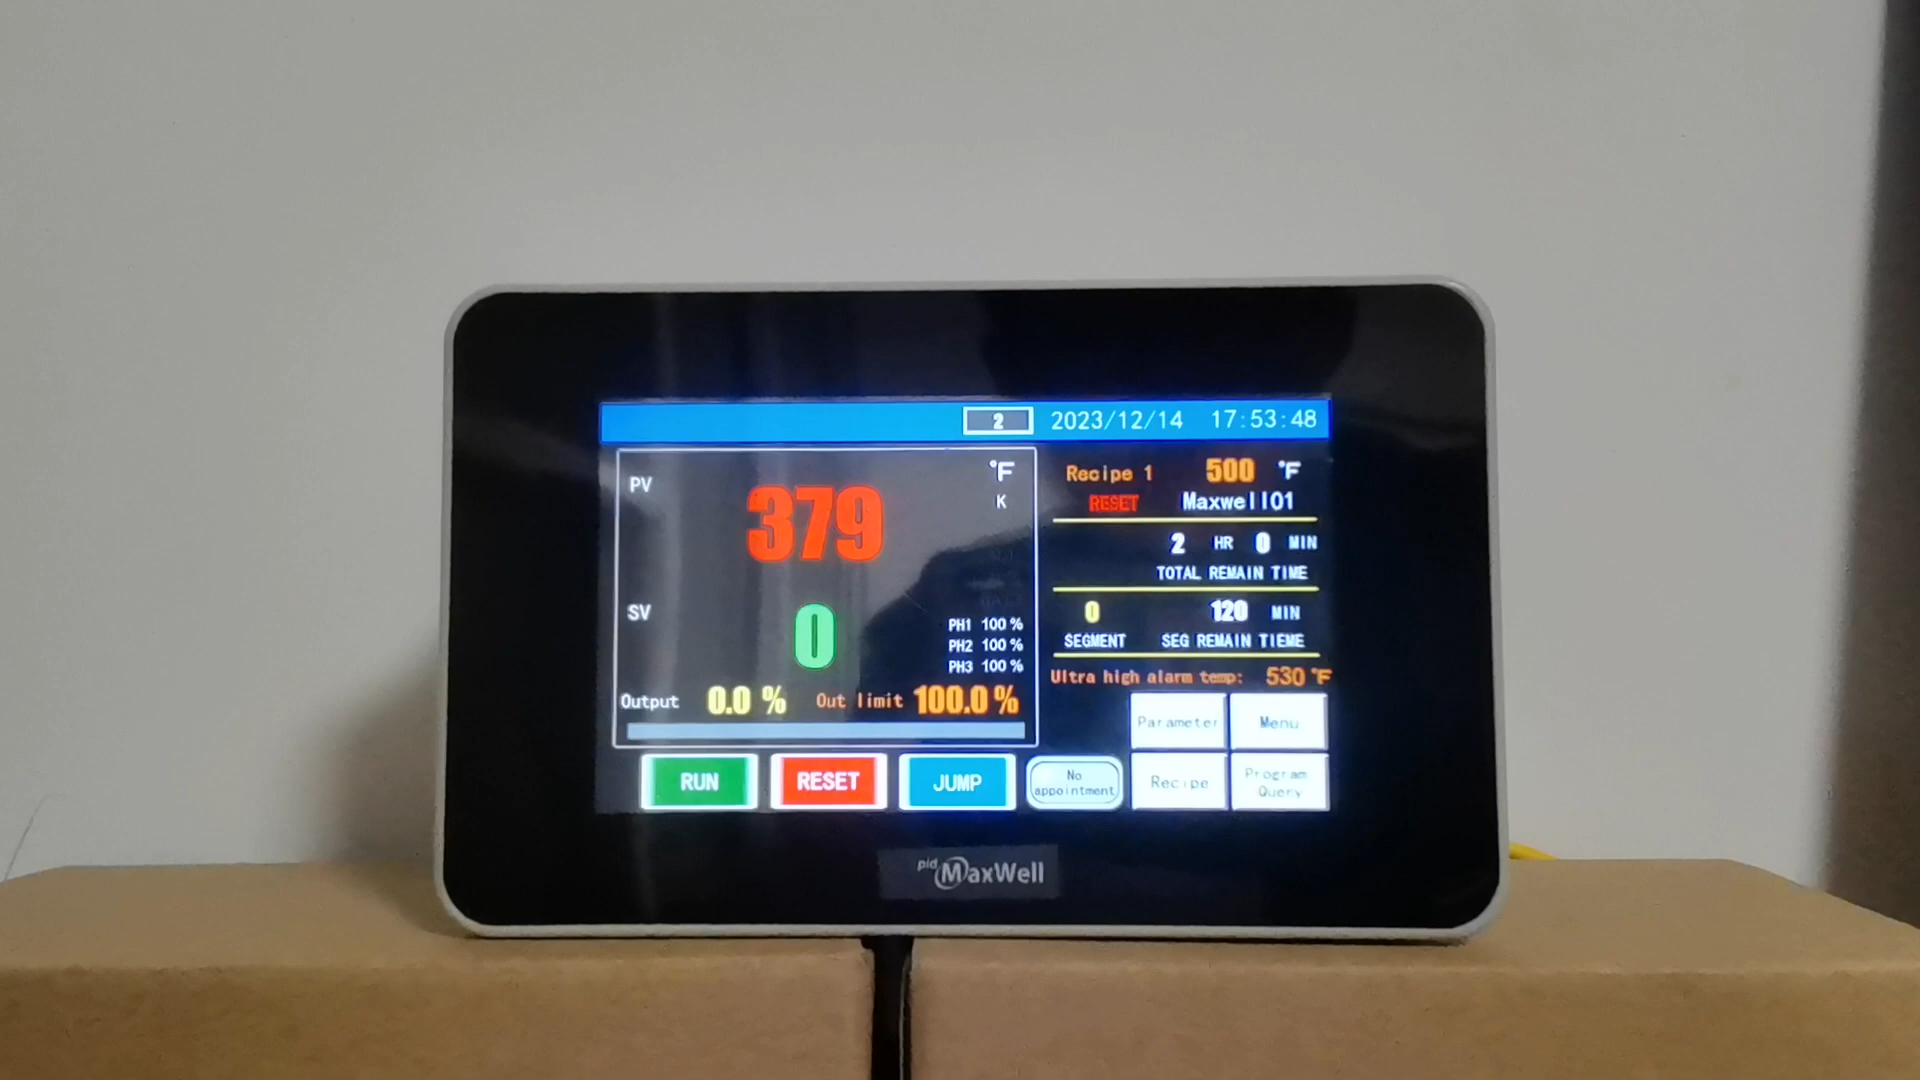 2 2023/12/14 17:53:48
PV 379 °F
K
SV 0
PH1 100 %
PH2 100 %
PH3 100 %
Output 0.0 % Out limit 100.0 %
Recipe 1 500 °F
RESET Maxwell01
2 HR 0 MIN
TOTAL REMAIN TIME
0 120 MIN
SEGMENT SEG REMAIN TIEME
Ultra high alarm temp: 530 °F
Parameter Menu
RUN RESET JUMP No appointment Recipe Program Query
pid MaxWell